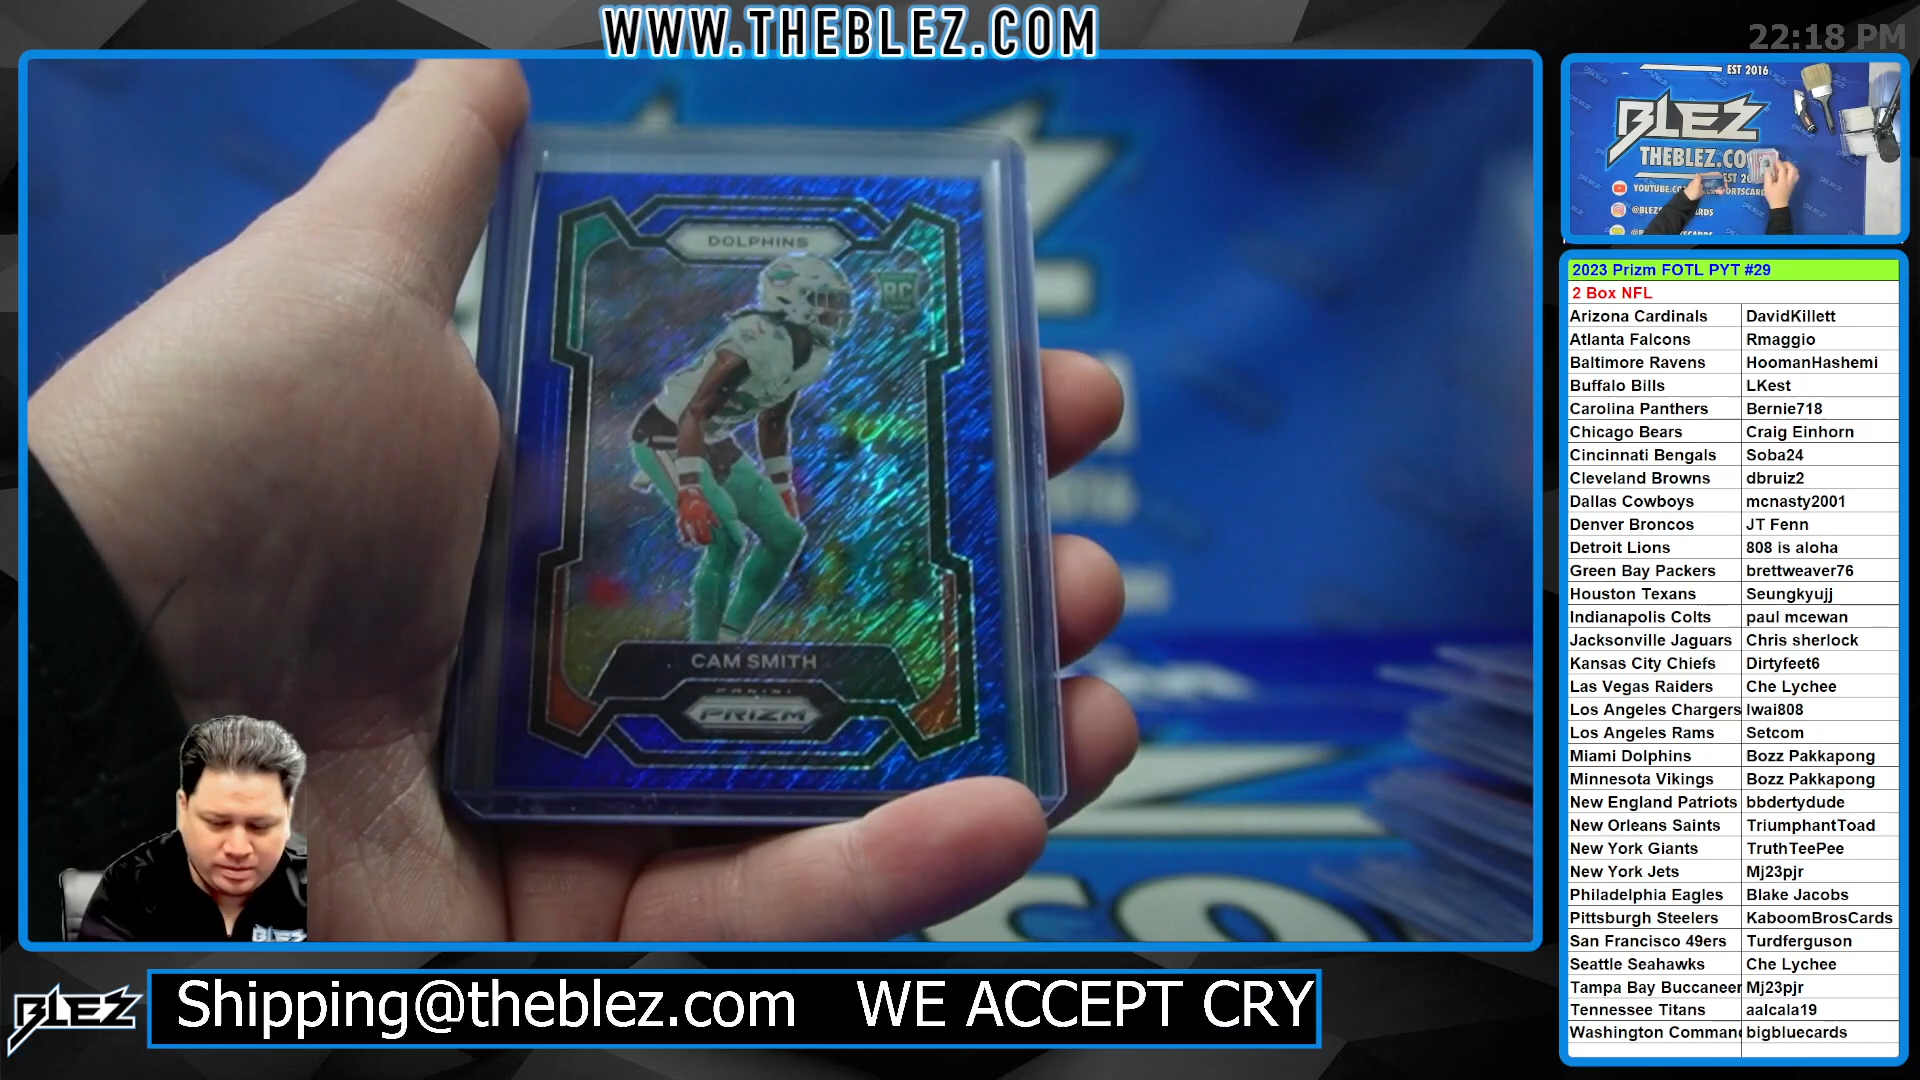 WWW.THEBLEZ.COM
22:18 PM
DOLPHINS
RC
CAM SMITH
PANINI
PRIZM
EST 2016
BLEZ
THEBLEZ.CO
2023 Prizm FOTL PYT #29
2 Box NFL
Arizona Cardinals DavidKillett
Atlanta Falcons Rmaggio
Baltimore Ravens HoomanHashemi
Buffalo Bills LKest
Carolina Panthers Bernie718
Chicago Bears Craig Einhorn
Cincinnati Bengals Soba24
Cleveland Browns dbruiz2
Dallas Cowboys mcnasty2001
Denver Broncos JT Fenn
Detroit Lions 808 is aloha
Green Bay Packers brettweaver76
Houston Texans Seungkyujj
Indianapolis Colts paul mcewan
Jacksonville Jaguars Chris sherlock
Kansas City Chiefs Dirtyfeet6
Las Vegas Raiders Che Lychee
Los Angeles Chargers Iwai808
Los Angeles Rams Setcom
Miami Dolphins Bozz Pakkapong
Minnesota Vikings Bozz Pakkapong
New England Patriots bbdertydude
New Orleans Saints TriumphantToad
New York Giants TruthTeePee
New York Jets Mj23pjr
Philadelphia Eagles Blake Jacobs
Pittsburgh Steelers KaboomBrosCards
San Francisco 49ers Turdferguson
Seattle Seahawks Che Lychee
Tampa Bay Buccaneer Mj23pjr
Tennessee Titans aalcala19
Washington Comman bigbluecards
BLEZ
Shipping@theblez.com WE ACCEPT CRY